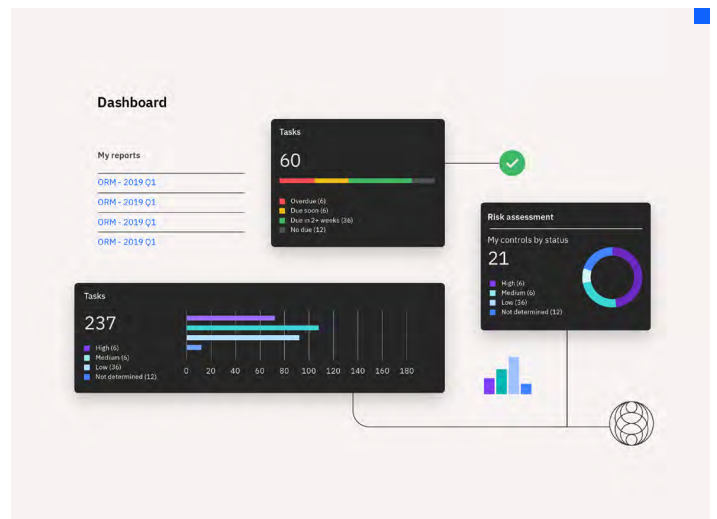 Dashboard
My reports
ORM - 2019 Q1
ORM - 2019 Q1
ORM - 2019 Q1
ORM - 2019 Q1
Tasks
60
Overdue (6)
Due soon (6)
Due in 2+ weeks (36)
No due (12)
Risk assessment
My controls by status
21
High (6)
Medium (6)
Low (36)
Not determined (12)
Tasks
237
High (6)
Medium (6)
Low (36)
Not determined (12)
0 20 40 60 80 100 120 140 160 180